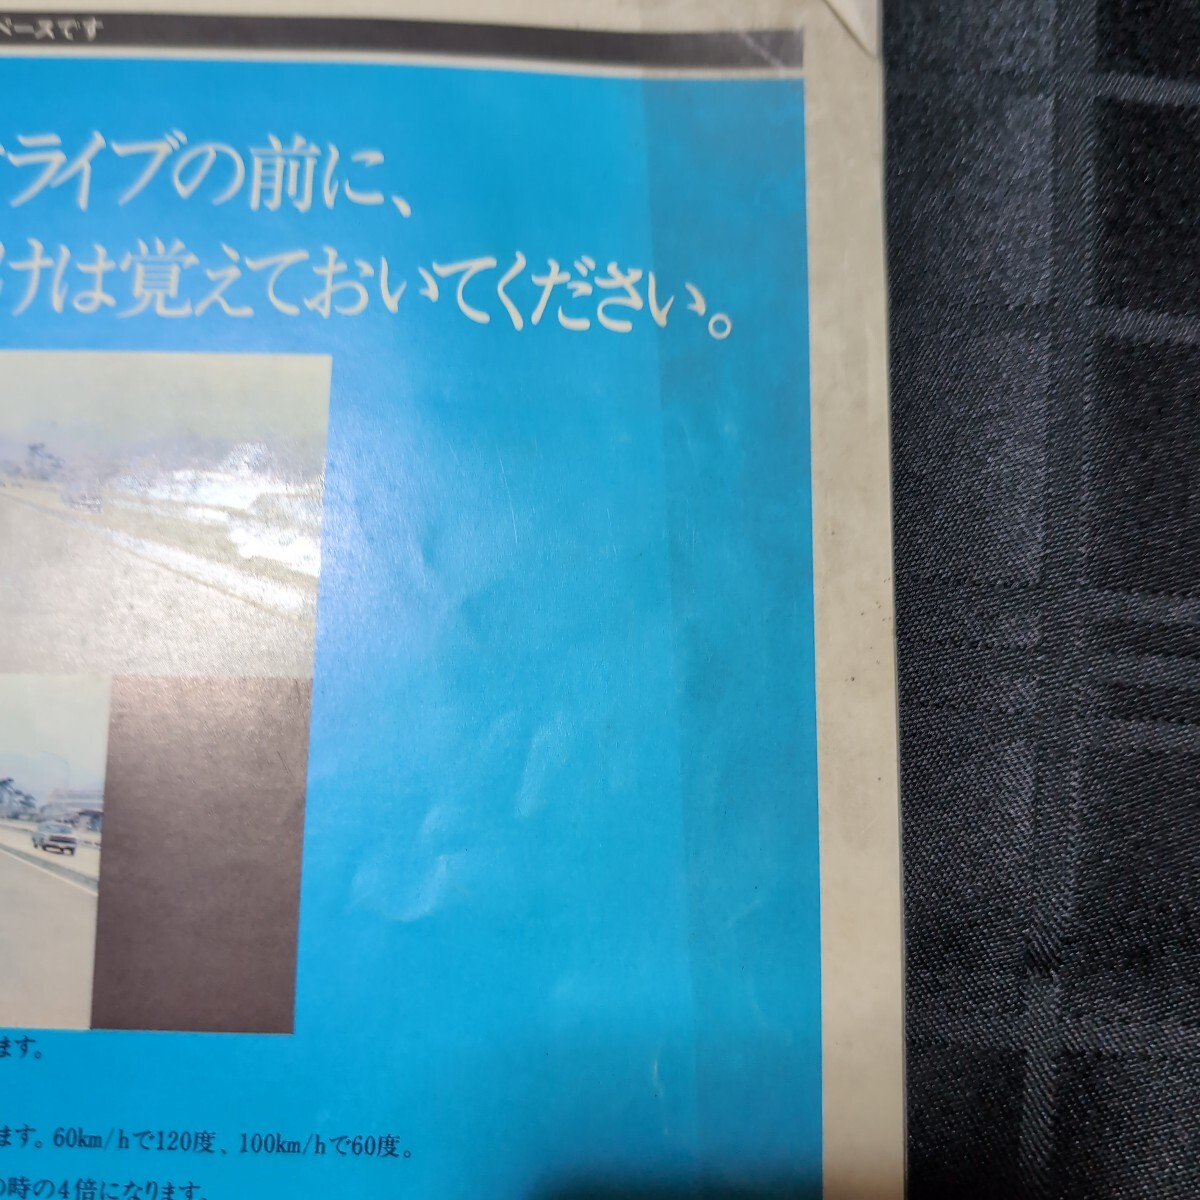 ペースです
ライブの前に、
けは覚えておいてください。
ます。
ます。60km/hで120度、100km/hで60度。
の時の4倍になります。